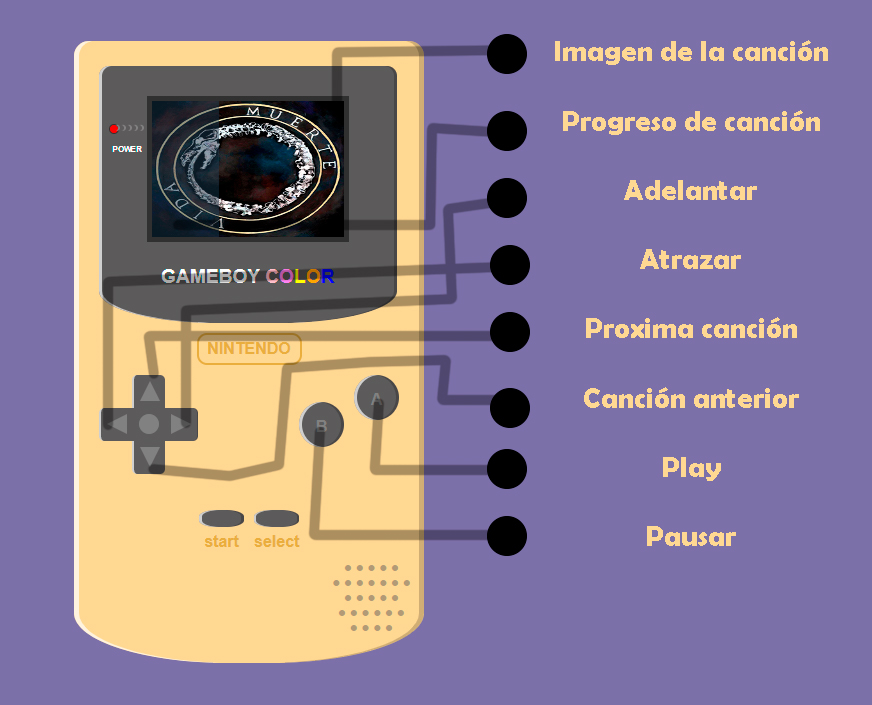 MUERTE
VIDA
POWER
GAMEBOY COLOR
NINTENDO
A
B
start select
Imagen de la canción
Progreso de canción
Adelantar
Atrazar
Proxima canción
Canción anterior
Play
Pausar